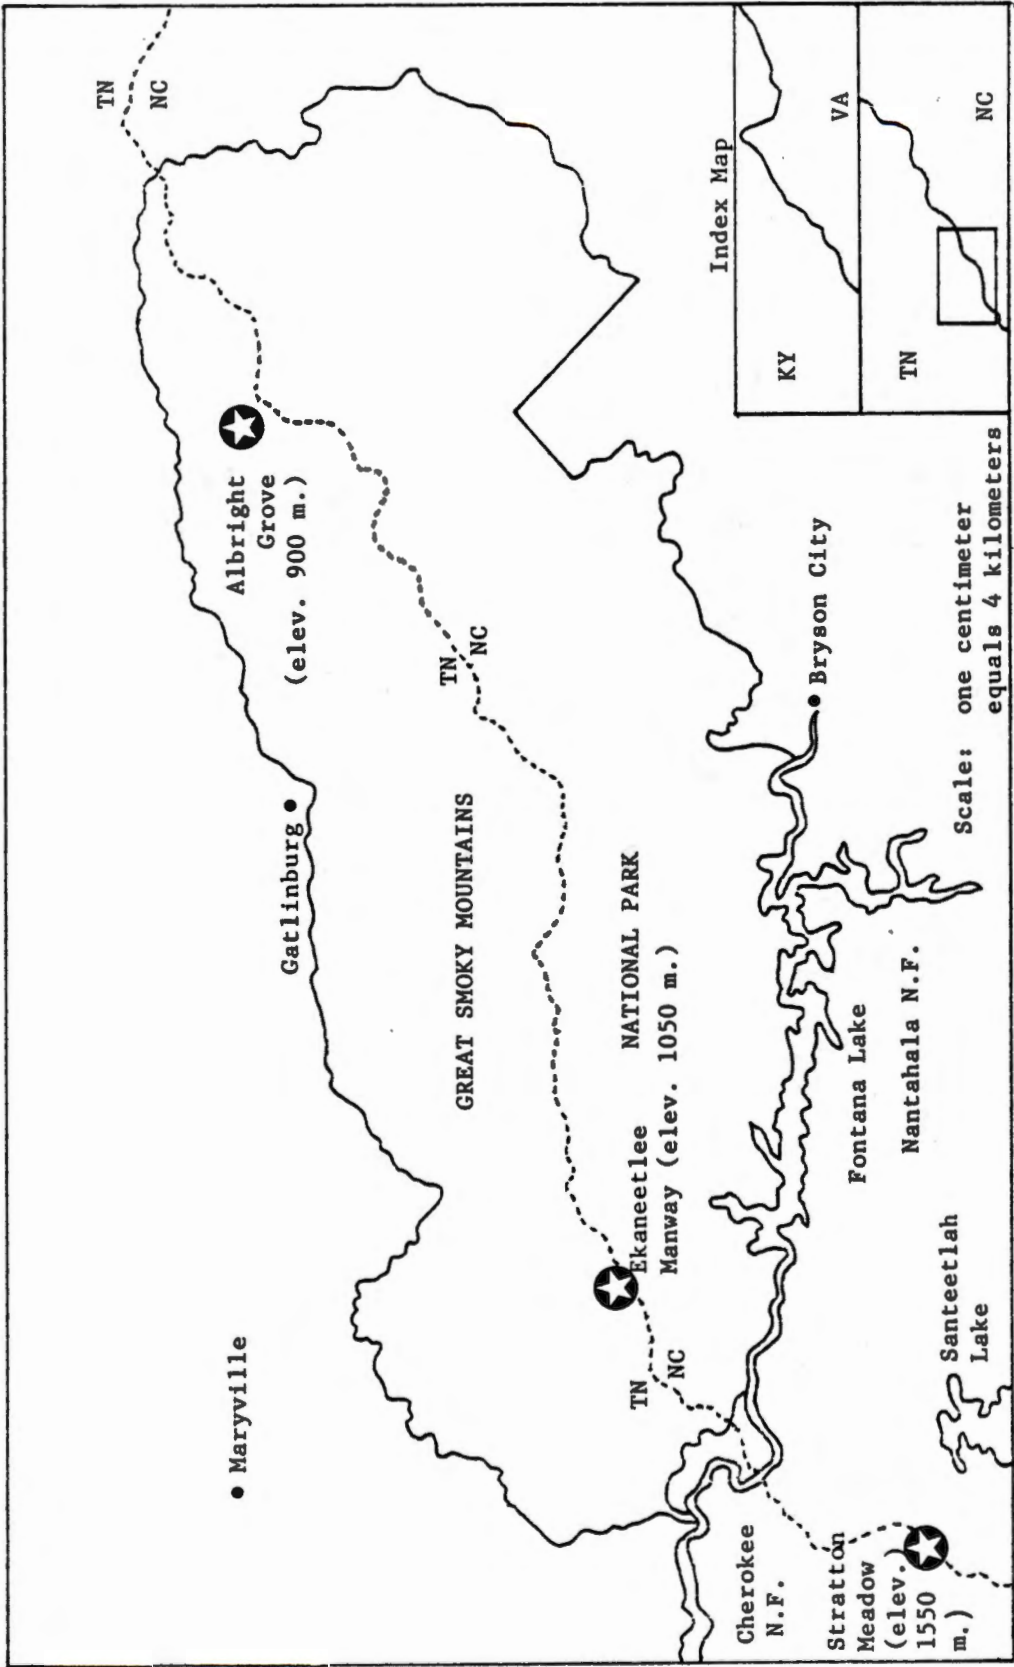 TN
NC
Albright
Grove
(elev. 900 m.)
Gatlinburg
Maryville
TN
NC
GREAT SMOKY MOUNTAINS
NATIONAL PARK
Ekaneetlee
Manway (elev. 1050 m.)
TN
NC
Bryson City
Fontana Lake
Nantahala N.F.
Santeetlah
Lake
Cherokee
N.F.
Stratton
Meadow
(elev.
1550
m.)
Index Map
KY
VA
TN
NC
Scale: one centimeter
equals 4 kilometers